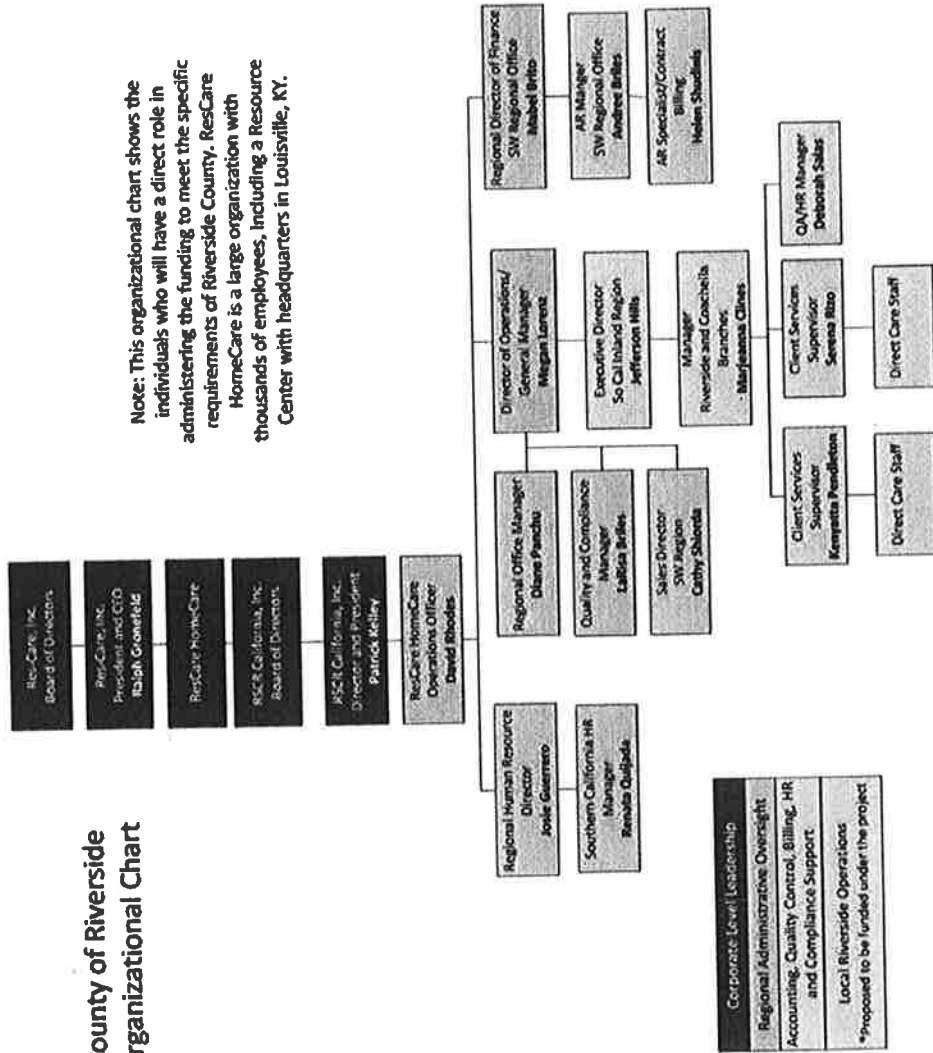 ounty of Riverside
rganizational Chart
Note: This organizational chart shows the
individuals who will have a direct role in
administering the funding to meet the specific
requirements of Riverside County. ResCare
HomeCare is a large organization with
thousands of employees, including a Resource
Center with headquarters in Louisville, KY.
Res-Care, Inc.
Board of Directors
Res-Care, Inc.
President and CEO
Ralph Gronefeld
ResCare HomeCare
RSCR California, Inc.
Board of Directors
RSCR California, Inc.
Director and President
Patrick Kelley
ResCare HomeCare
Operations Officer
David Rhodes
Regional Human Resource
Director
Josie Guerrero
Southern California HR
Manager
Renata Quijada
Director of Operations/
General Manager
Megan Lorenz
Regional Office Manager
Diane Panchu
Quality and Compliance
Manager
LaRisa Briles
Sales Director
SW Region
Cathy Shiorda
Executive Director
So Cal Inland Region
Jefferson Hills
Manager
Riverside and Coachella
Branches
- Marjeanna Clines
Client Services
Supervisor
Kenyatta Pendleton
Direct Care Staff
Client Services
Supervisor
Serena Rizo
Direct Care Staff
QA/HR Manager
Deborah Salas
Regional Director of Finance
SW Regional Office
Mabel Brito
AR Manger
SW Regional Office
Andree Briles
AR Specialist/Contract
Billing
Helen Shudinis
Corporate Level Leadership
Regional Administrative Oversight
Accounting, Quality Control, Billing, HR
and Compliance Support
Local Riverside Operations
*Proposed to be funded under the project